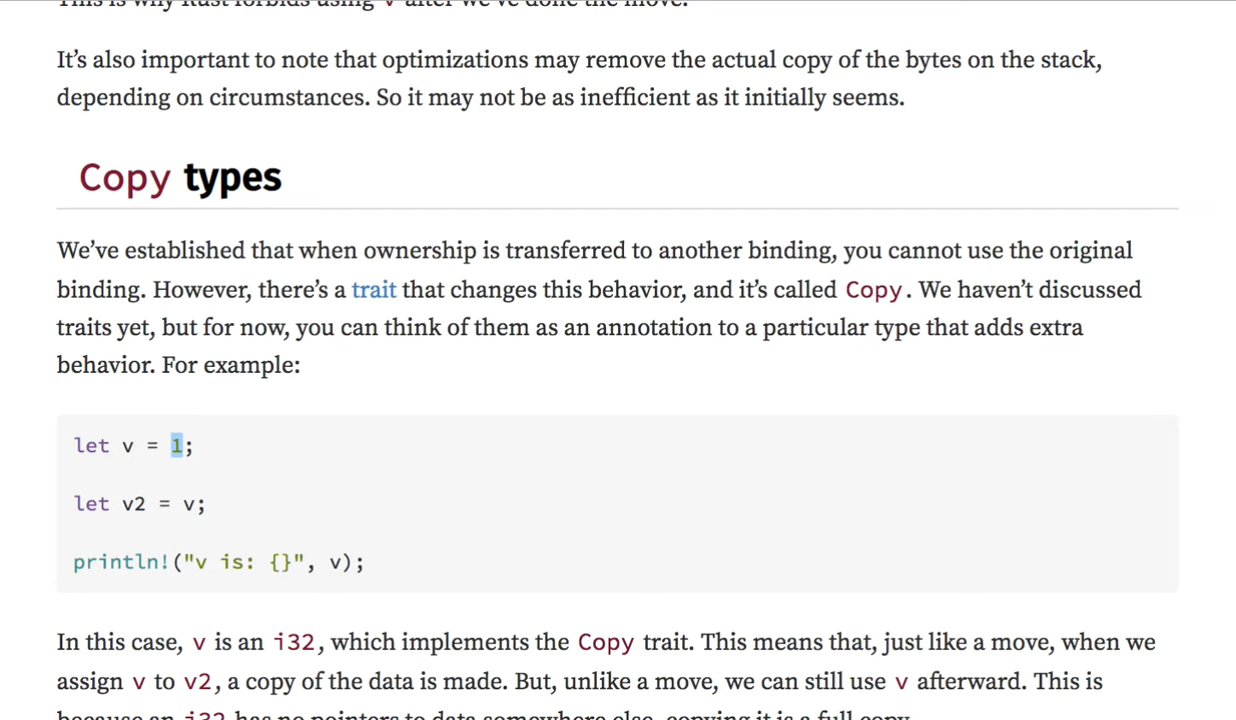 This is why Rust forbids using v after we've done the move.
It's also important to note that optimizations may remove the actual copy of the bytes on the stack,
depending on circumstances. So it may not be as inefficient as it initially seems.
Copy types
We've established that when ownership is transferred to another binding, you cannot use the original
binding. However, there's a trait that changes this behavior, and it's called Copy. We haven't discussed
traits yet, but for now, you can think of them as an annotation to a particular type that adds extra
behavior. For example:
let v = 1;
let v2 = v;
println!("v is: {}", v);
In this case, v is an i32, which implements the Copy trait. This means that, just like a move, when we
assign v to v2, a copy of the data is made. But, unlike a move, we can still use v afterward. This is
because an i32 has no pointers to data somewhere else, copying it is a full copy.